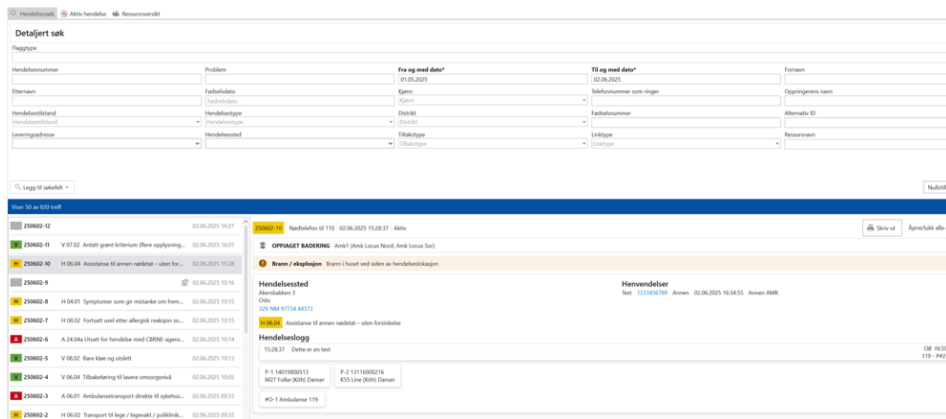 Hendelsessøk Aktiv hendelse Ressursoversikt
Detaljert søk
Flaggtype
Hendelsesnummer Problem Fra og med dato* Til og med dato* Fornavn
01.05.2025 02.06.2025
Etternavn Fødselsdato Kjønn Telefonnummer som ringer Oppringerens navn
Fødselsdato Kjønn
Hendelsestilstand Hendelsestype Distrikt Fødselsnummer Alternativ ID
Hendelsestilstand Hendelsestype Distrikt
Leveringsadresse Hendelsessted Tiltakstype Linktype Ressursnavn
Tiltakstype Linktype
Legg til søkefelt Nullstill
Viser 50 av 820 treff
250602-12 02.06.2025 16:27
V 250602-11 V 07.02 Antatt grønt kriterium (flere opplysning... 02.06.2025 16:01
H 250602-10 H 06.04 Assistanse til annen nødetat – uten for... 02.06.2025 15:28
250602-9 02.06.2025 10:16
H 250602-8 H 04.01 Symptomer som gir mistanke om frem... 02.06.2025 10:15
H 250602-7 H 08.02 Fortsatt uvel etter allergisk reaksjon so... 02.06.2025 10:15
A 250602-6 A 24.04a Utsatt for hendelse med CBRNE-agens... 02.06.2025 10:14
V 250602-5 V 08.02 Bare kløe og utslett 02.06.2025 10:13
V 250602-4 V 06.04 Tilbakeføring til lavere omsorgsnivå 02.06.2025 10:05
A 250602-3 A 06.01 Ambulansetransport direkte til sykehus... 02.06.2025 09:53
H 250602-2 H 06.02 Transport til lege / legevakt / poliklinik... 02.06.2025 09:52
250602-10 Nødtelefon til 110 02.06.2025 15:28:37 Aktiv Skriv ut Åpne/lukk alle
OPPJAGET BADERING Amk1 (Amk Locus Nord, Amk Locus Sor)
Brann / eksplosjon Brann i huset ved siden av hendelseslokasjon
Hendelsessted Henvendelser
Akersbakken 3 Test 1233456789 Annen 02.06.2025 16:34:55 Annen AMK
Oslo
32V NM 97734 44373
H 06.04 Assistanse til annen nødetat – uten forsinkelse
Hendelseslogg
15:28:37 Dette er en test
P-1 14019800513 P-2 13116900216
M27 Folke (Kith) Danser K55 Line (Kith) Danser
#O-1 Ambulanse 119